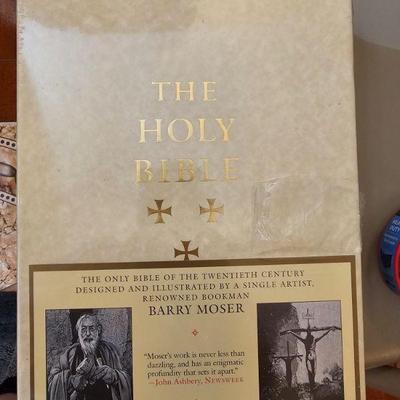 THE
HOLY
BIBLE
THE ONLY BIBLE OF THE TWENTIETH CENTURY
DESIGNED AND ILLUSTRATED BY A SINGLE ARTIST,
RENOWNED BOOKMAN
BARRY MOSER
"Moser's work is never less than
dazzling, and has an enigmatic
profundity that sets it apart."
—John Ashbery, NEWSWEEK